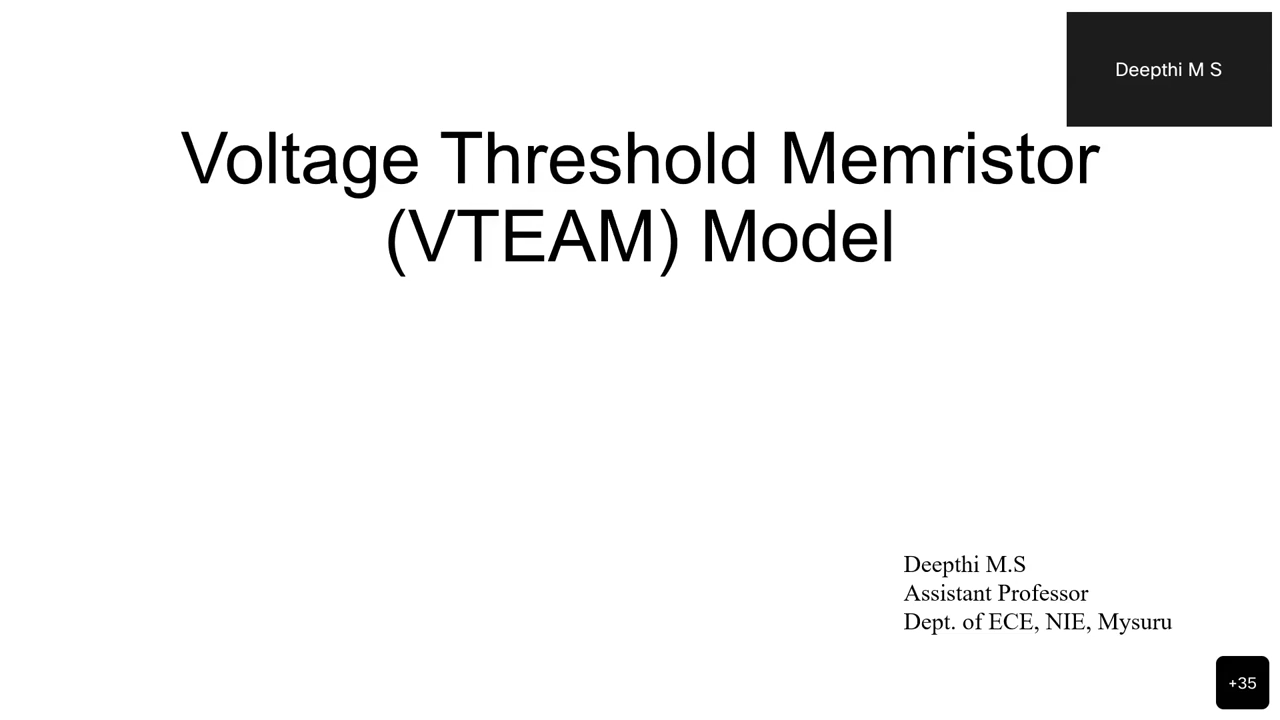 Deepthi M S
Voltage Threshold Memristor
(VTEAM) Model
Deepthi M.S
Assistant Professor
Dept. of ECE, NIE, Mysuru
+35